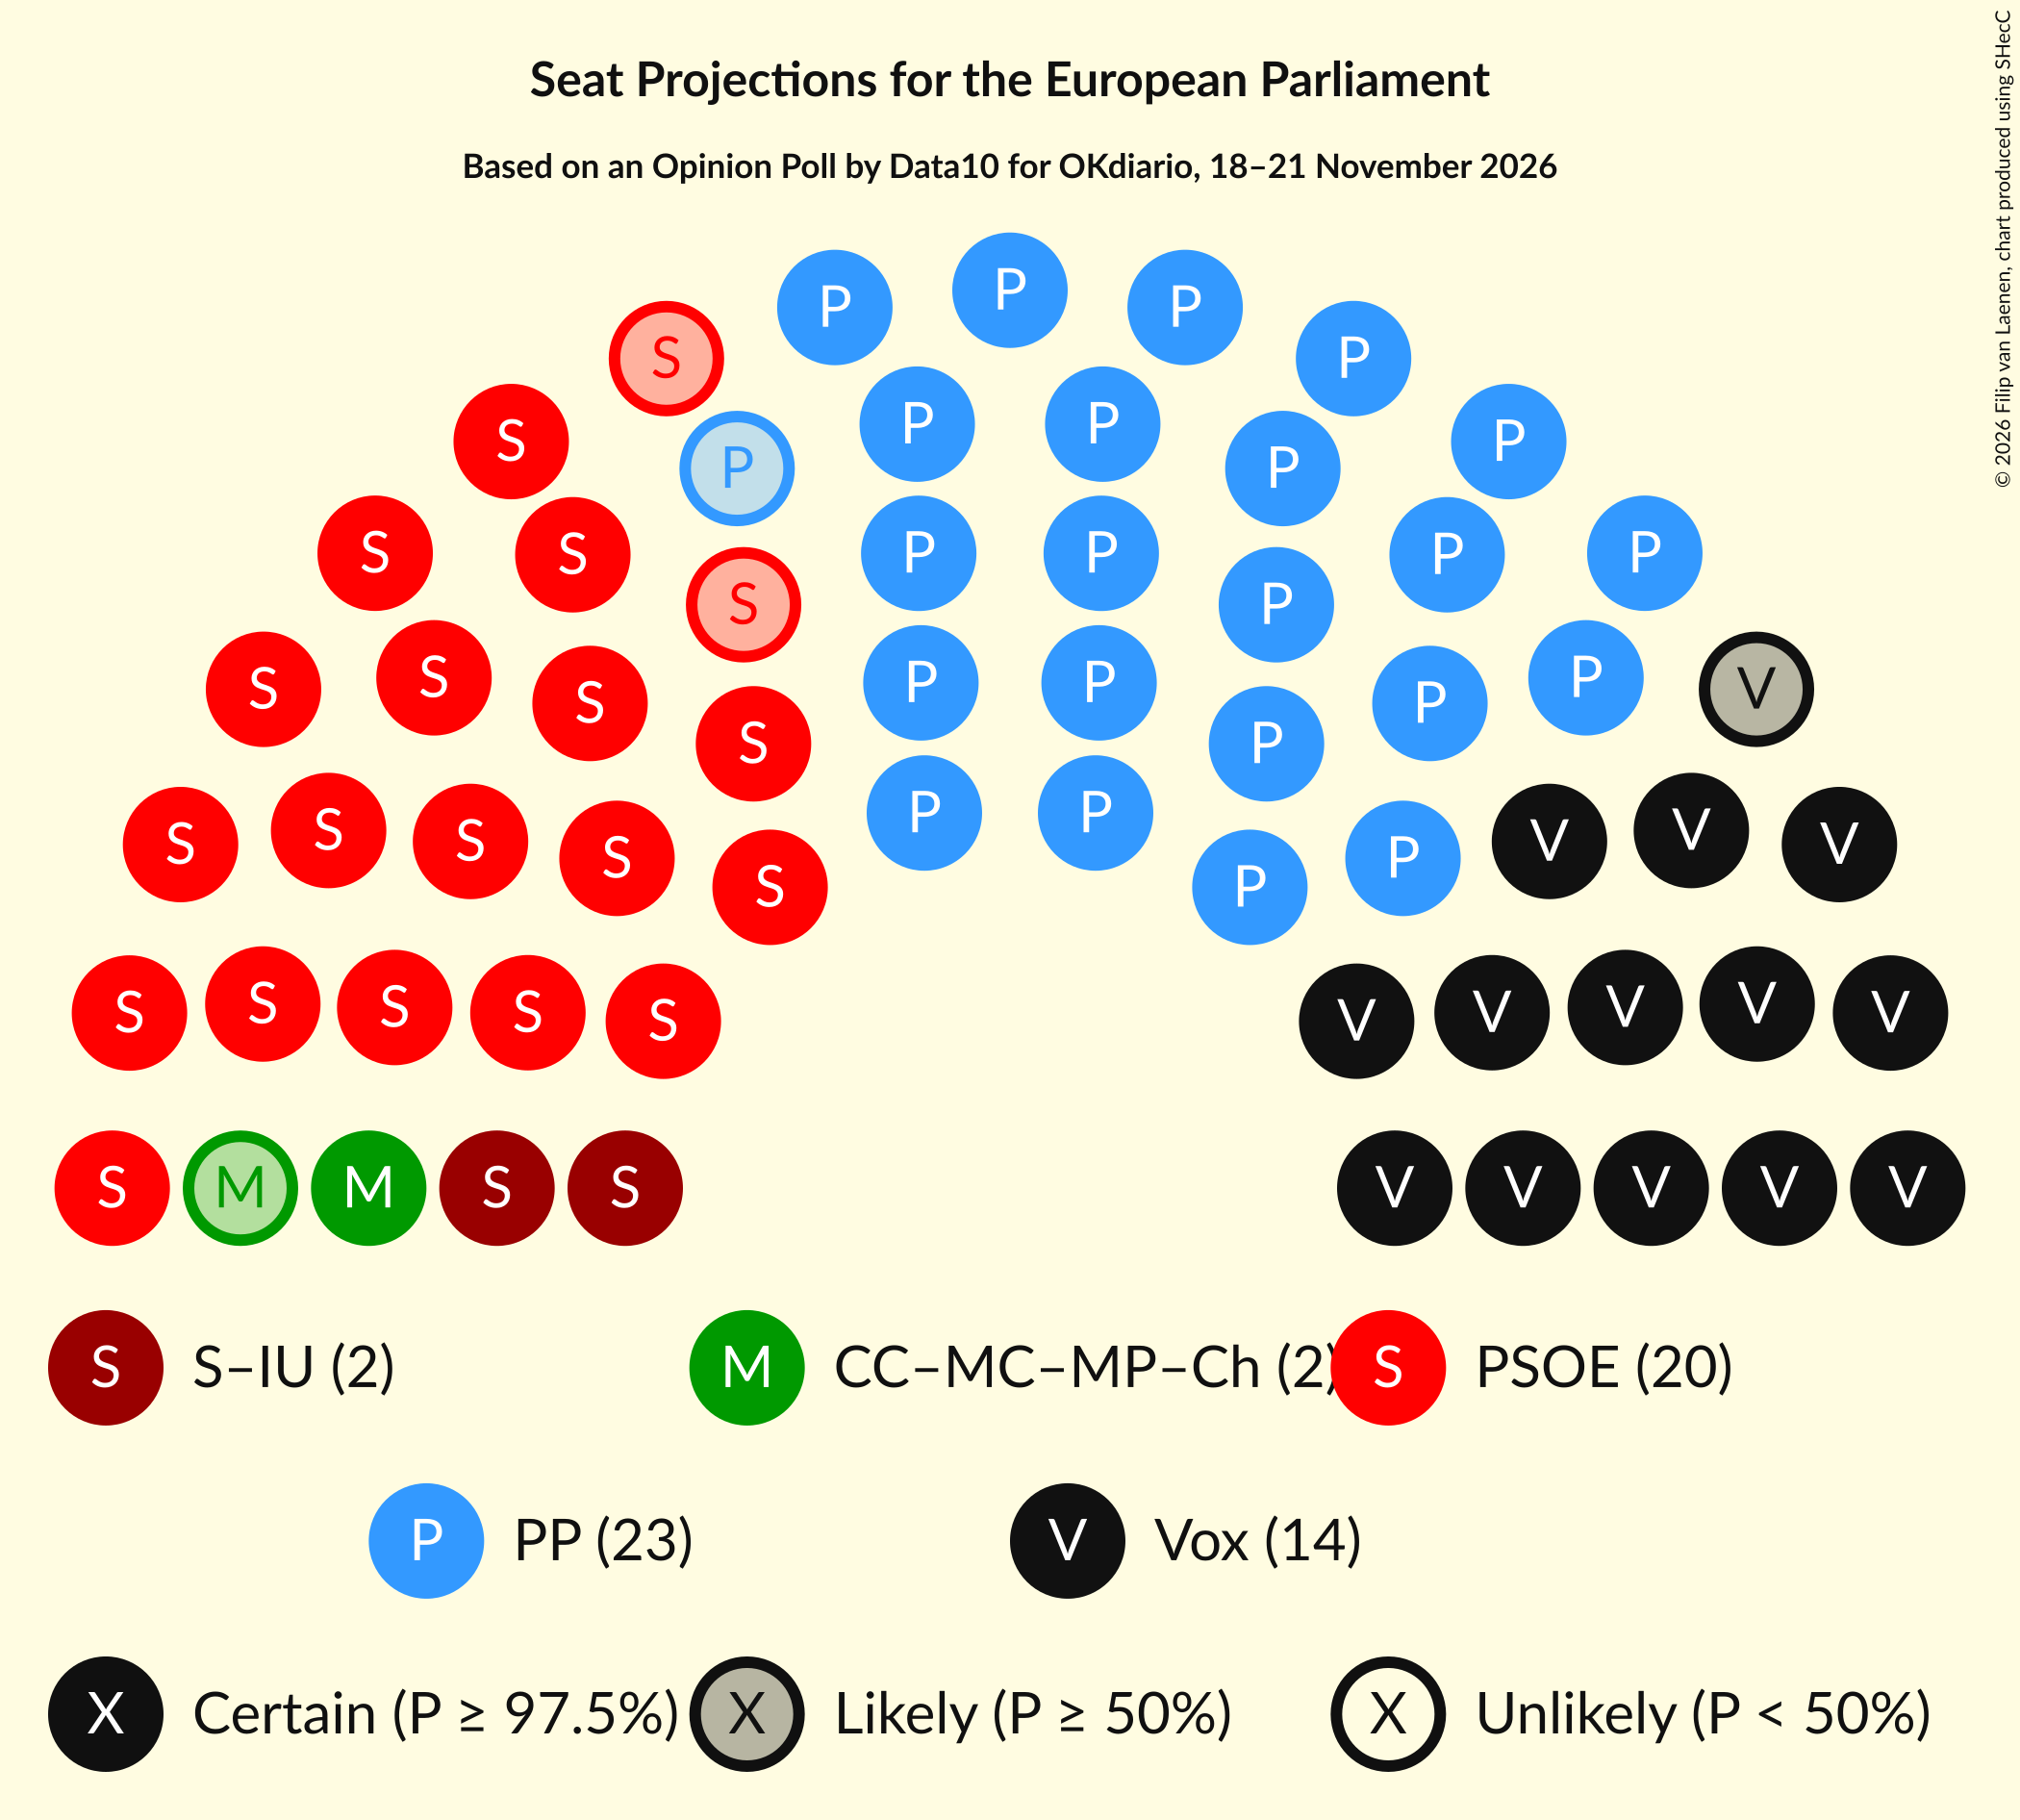 Seat Projections for the European Parliament
Based on an Opinion Poll by Data10 for OKdiario, 18–21 November 2026
© 2026 Filip van Laenen, chart produced using SHecC
P
P P
S P
S P P P
P P
S S P P
P P
S P
S S P
S P P
S P P V
S P
S P
S S V V
S S P P V V
S P
S S S S S V V V V V
S M M S S V V V V V
S S–IU (2) M CC–MC–MP–Ch (2) S PSOE (20)
P PP (23) V Vox (14)
X Certain (P ≥ 97.5%) X Likely (P ≥ 50%) X Unlikely (P < 50%)